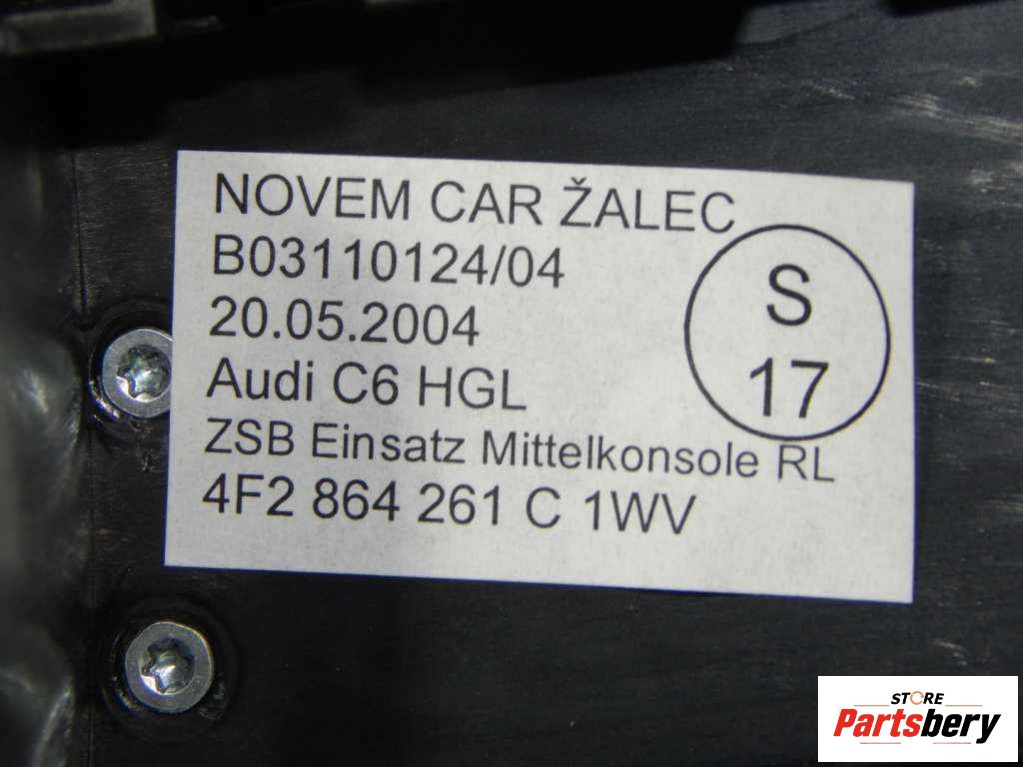 NOVEM CAR ŽALEC
B03110124/04
20.05.2004
Audi C6 HGL
ZSB Einsatz Mittelkonsole RL
4F2 864 261 C 1WV
S
17
STORE
Partsbery